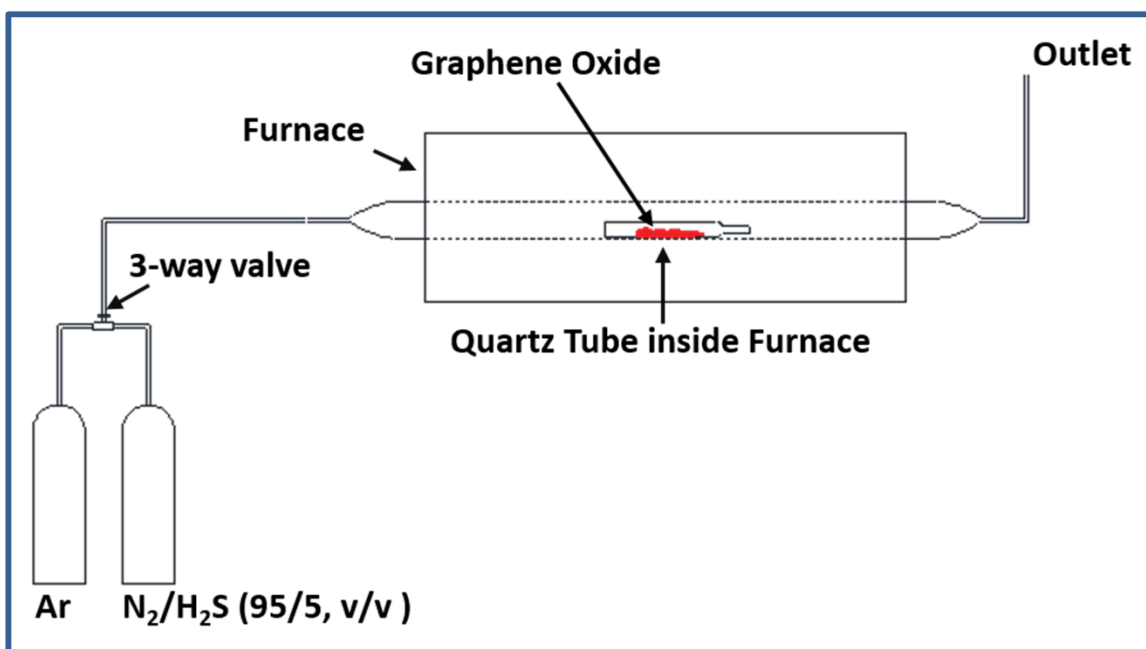 Outlet
Graphene Oxide
Furnace
3-way valve
Quartz Tube inside Furnace
Ar
N₂/H₂S (95/5, v/v )